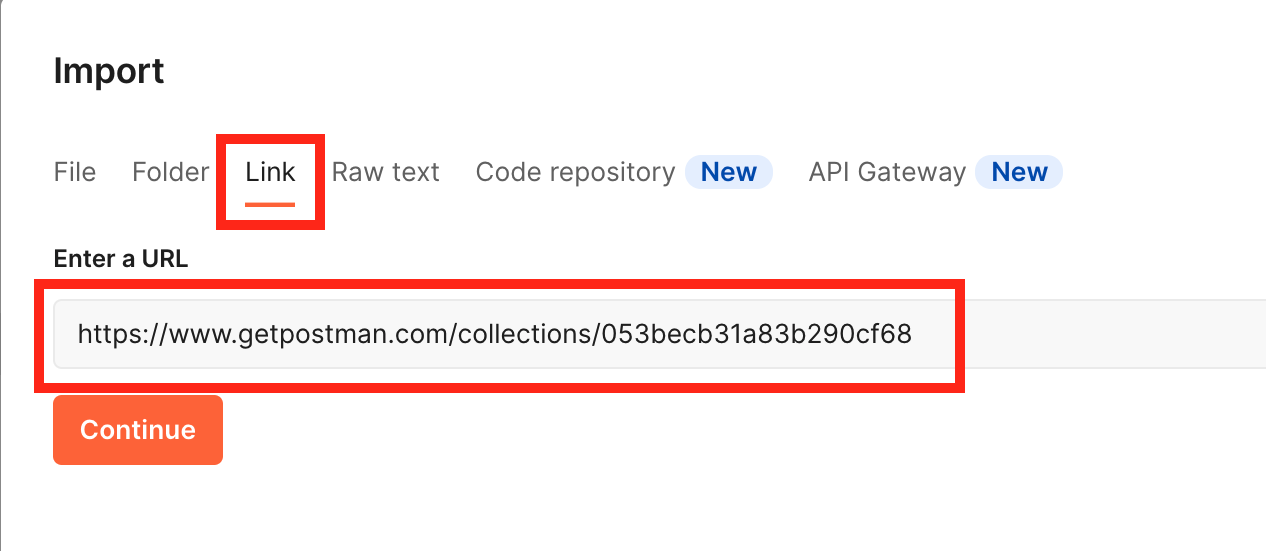 Import
File Folder Link Raw text Code repository New API Gateway New
Enter a URL
https://www.getpostman.com/collections/053becb31a83b290cf68
Continue